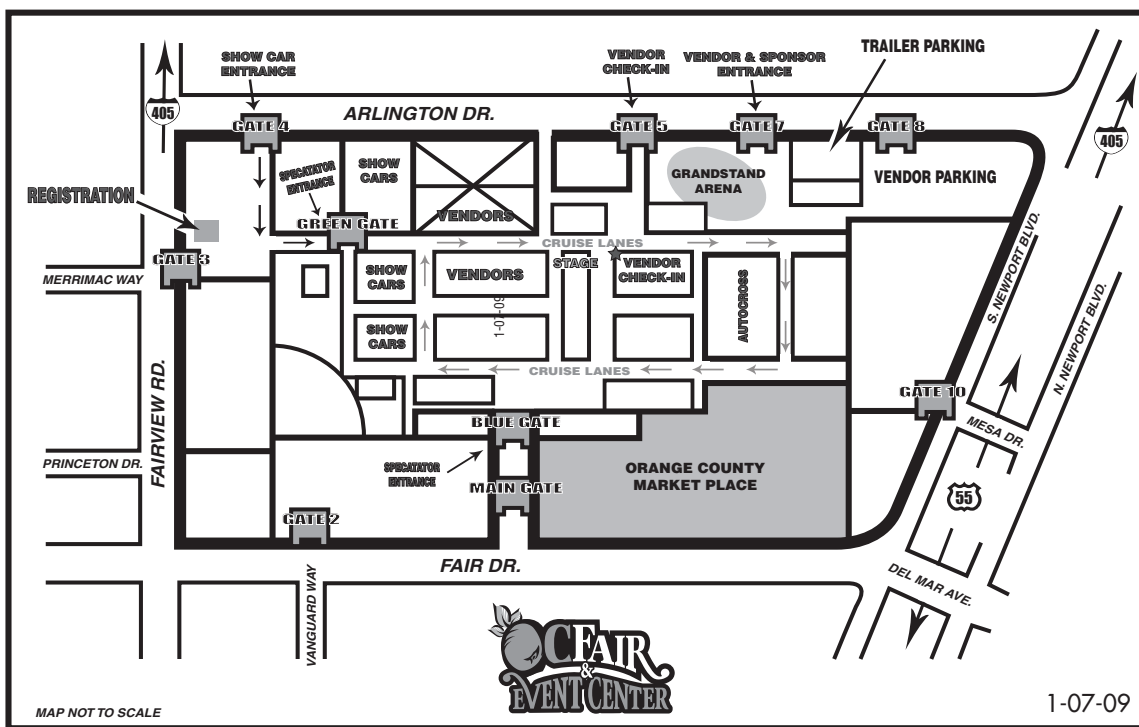 SHOW CAR
ENTRANCE
VENDOR
CHECK-IN
VENDOR & SPONSOR
ENTRANCE
TRAILER PARKING
405
ARLINGTON DR.
GATE 4
GATE 5
GATE 7
GATE 8
405
REGISTRATION
SPECATATOR
ENTRANCE
SHOW
CARS
VENDORS
GRANDSTAND
ARENA
VENDOR PARKING
GREEN GATE
CRUISE LANES
GATE 3
MERRIMAC WAY
SHOW
CARS
VENDORS
STAGE
VENDOR
CHECK-IN
AUTOCROSS
1-07-09
SHOW
CARS
CRUISE LANES
S. NEWPORT BLVD.
N. NEWPORT BLVD.
GATE 10
MESA DR.
BLUE GATE
FAIRVIEW RD.
PRINCETON DR.
SPECATATOR
ENTRANCE
MAIN GATE
ORANGE COUNTY
MARKET PLACE
55
GATE 2
FAIR DR.
DEL MAR AVE.
VANGUARD WAY
OC FAIR
&
EVENT CENTER
MAP NOT TO SCALE
1-07-09